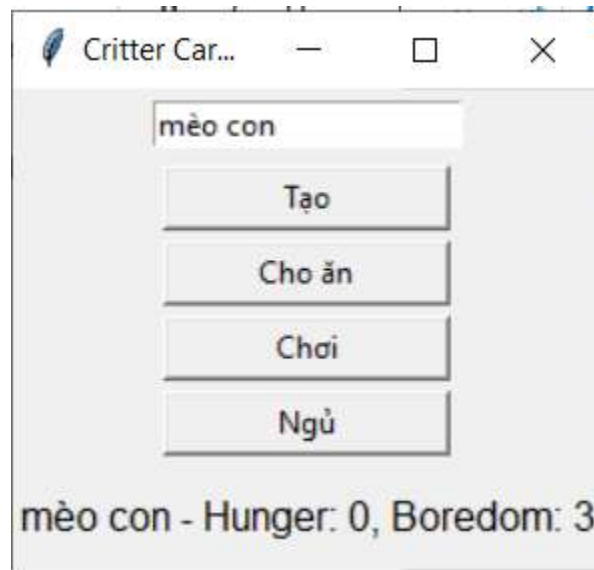 Critter Car...
mèo con
Tạo
Cho ăn
Chơi
Ngủ
mèo con - Hunger: 0, Boredom: 3